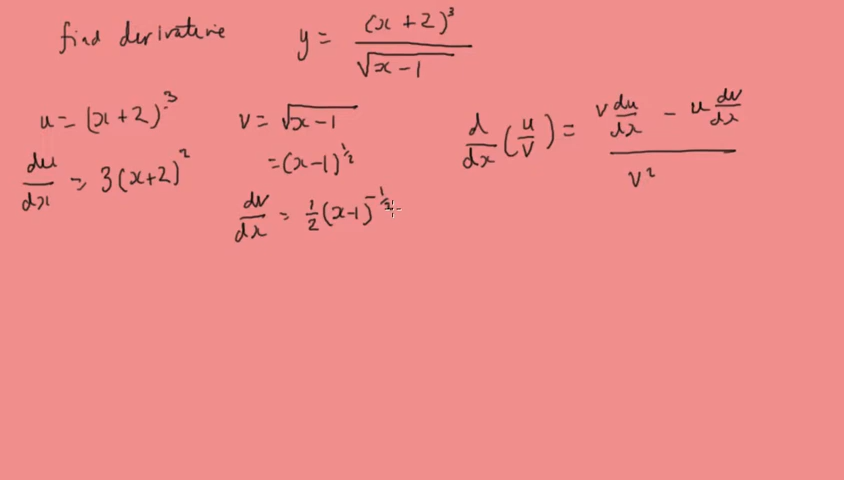 find derivative y = (x + 2)³ / √x - 1
u = (x + 2)³
du/dx = 3(x+2)²
v = √x - 1
= (x-1)^½
dv/dx = ½(x-1)^-½
d/dx (u/v) = v du/dx - u dv/dx / v²